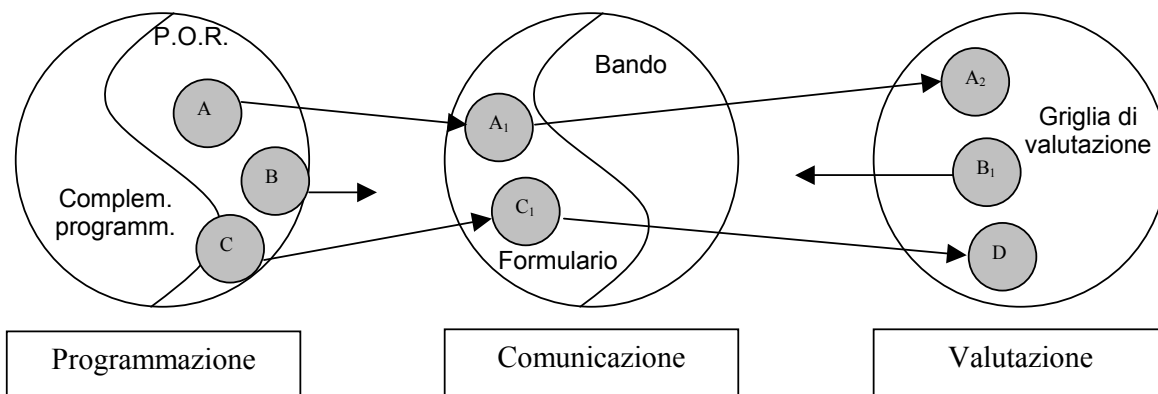 P.O.R.
A
B
Complem.
programm.
C
Bando
A₁
C₁
Formulario
A₂
Griglia di
valutazione
B₁
D
Programmazione
Comunicazione
Valutazione